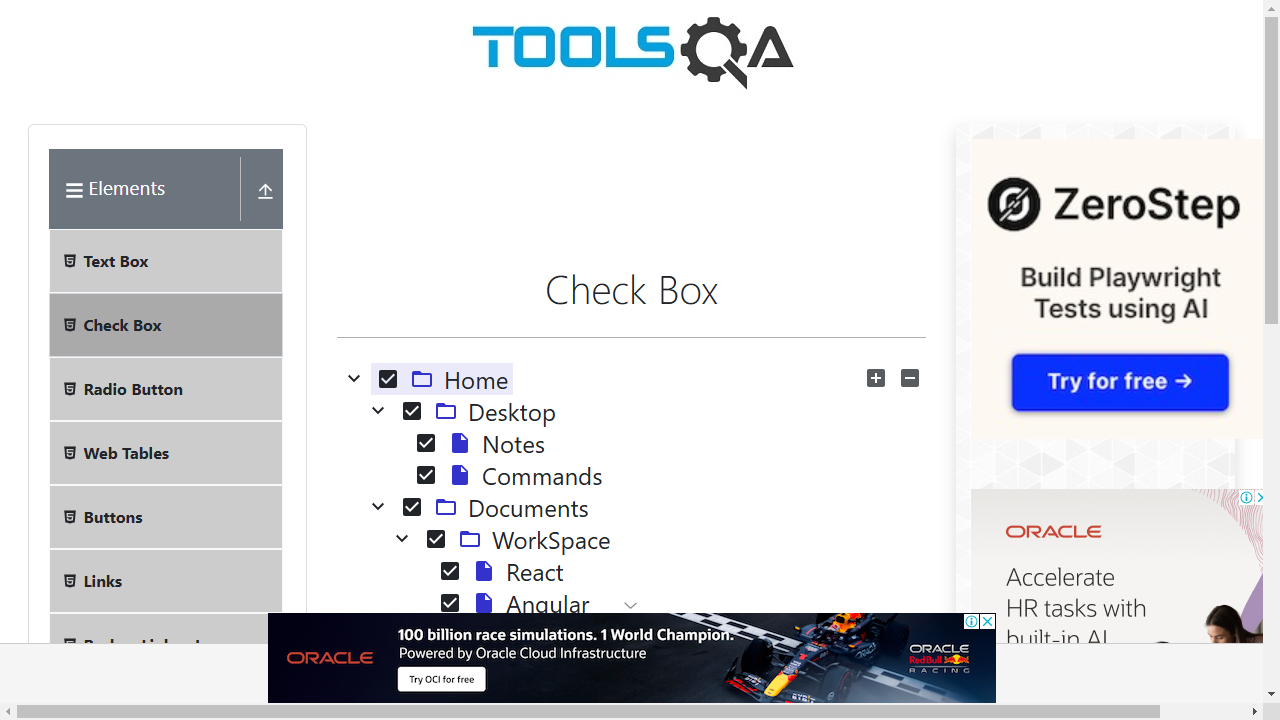 TOOLSQA
Elements
Text Box
Check Box
Radio Button
Web Tables
Buttons
Links
Check Box
Home
Desktop
Notes
Commands
Documents
WorkSpace
React
Angular
ZeroStep
Build Playwright
Tests using AI
Try for free →
ORACLE
Accelerate
HR tasks with
built-in AI
ORACLE
100 billion race simulations. 1 World Champion.
Powered by Oracle Cloud Infrastructure
Try OCI for free
ORACLE
Red Bull
RACING